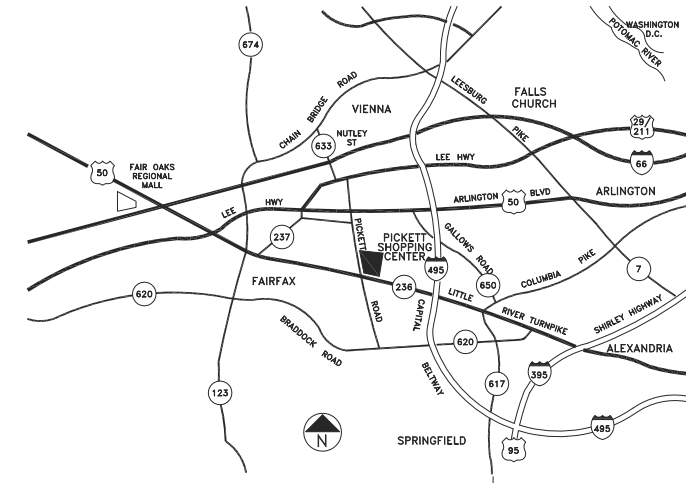 WASHINGTON
D.C.
POTOMAC RIVER
674
CHAIN BRIDGE ROAD
VIENNA
LEESBURG
PIKE
FALLS
CHURCH
29/
211
66
NUTLEY
ST
633
LEE HWY
50
FAIR OAKS
REGIONAL
MALL
ARLINGTON BLVD
50
ARLINGTON
LEE HWY
237
PICKETT
ROAD
PICKETT
SHOPPING
CENTER
GALLOWS ROAD
495
COLUMBIA PIKE
7
FAIRFAX
236
LITTLE
RIVER TURNPIKE
650
620
CAPITAL
BELTWAY
SHIRLEY HIGHWAY
BRADDOCK ROAD
620
ALEXANDRIA
123
617
395
N
SPRINGFIELD
495
95